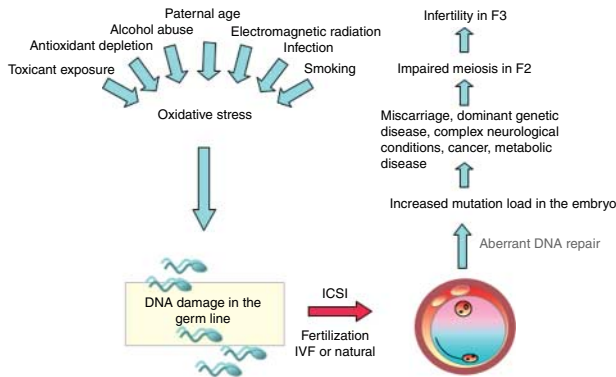 Paternal age
Alcohol abuse
Electromagnetic radiation
Antioxidant depletion
Infection
Toxicant exposure
Smoking
Oxidative stress
DNA damage in the
germ line
ICSI
Fertilization
IVF or natural
Aberrant DNA repair
Increased mutation load in the embryo
Miscarriage, dominant genetic
disease, complex neurological
conditions, cancer, metabolic
disease
Impaired meiosis in F2
Infertility in F3